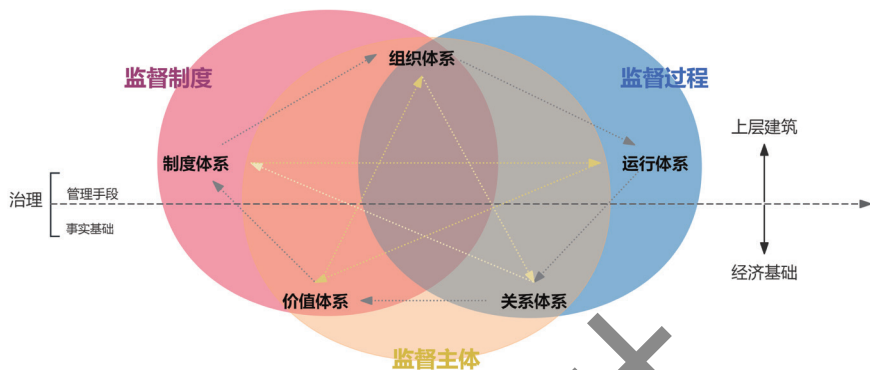 组织体系
监督制度
监督过程
上层建筑
制度体系
运行体系
治理
管理手段
事实基础
经济基础
价值体系
关系体系
监督主体